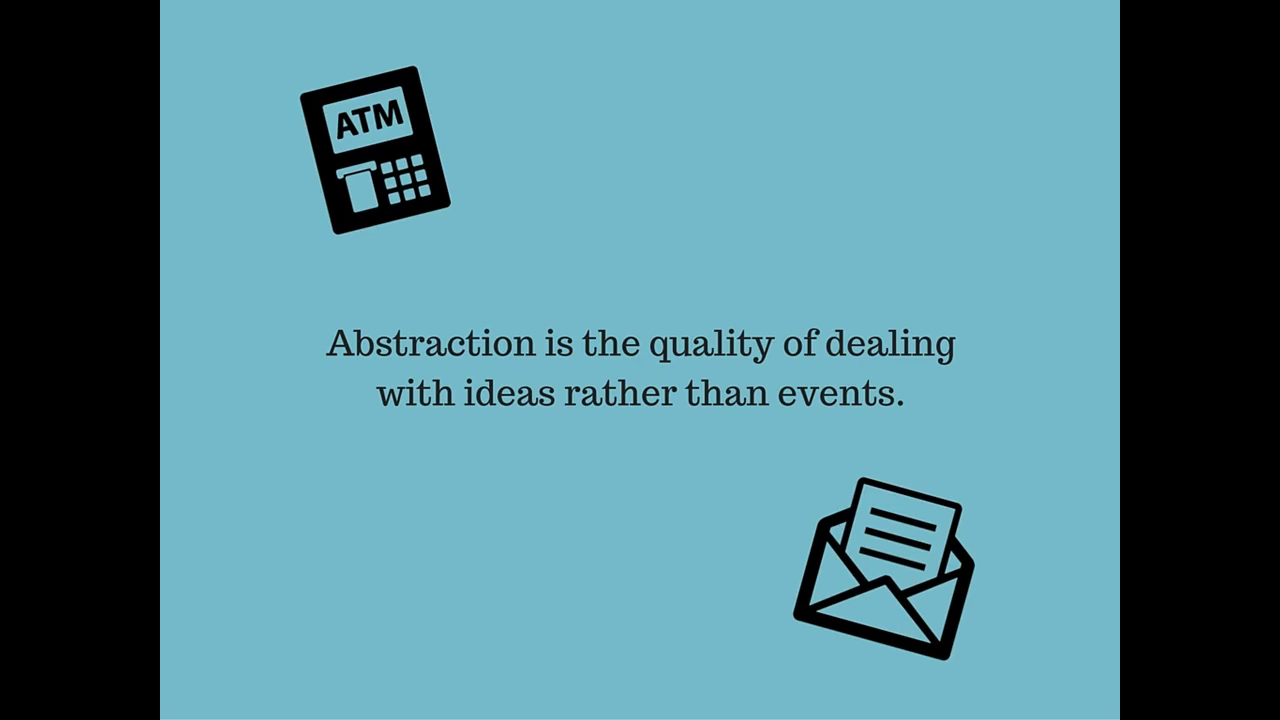 ATM
Abstraction is the quality of dealing
with ideas rather than events.